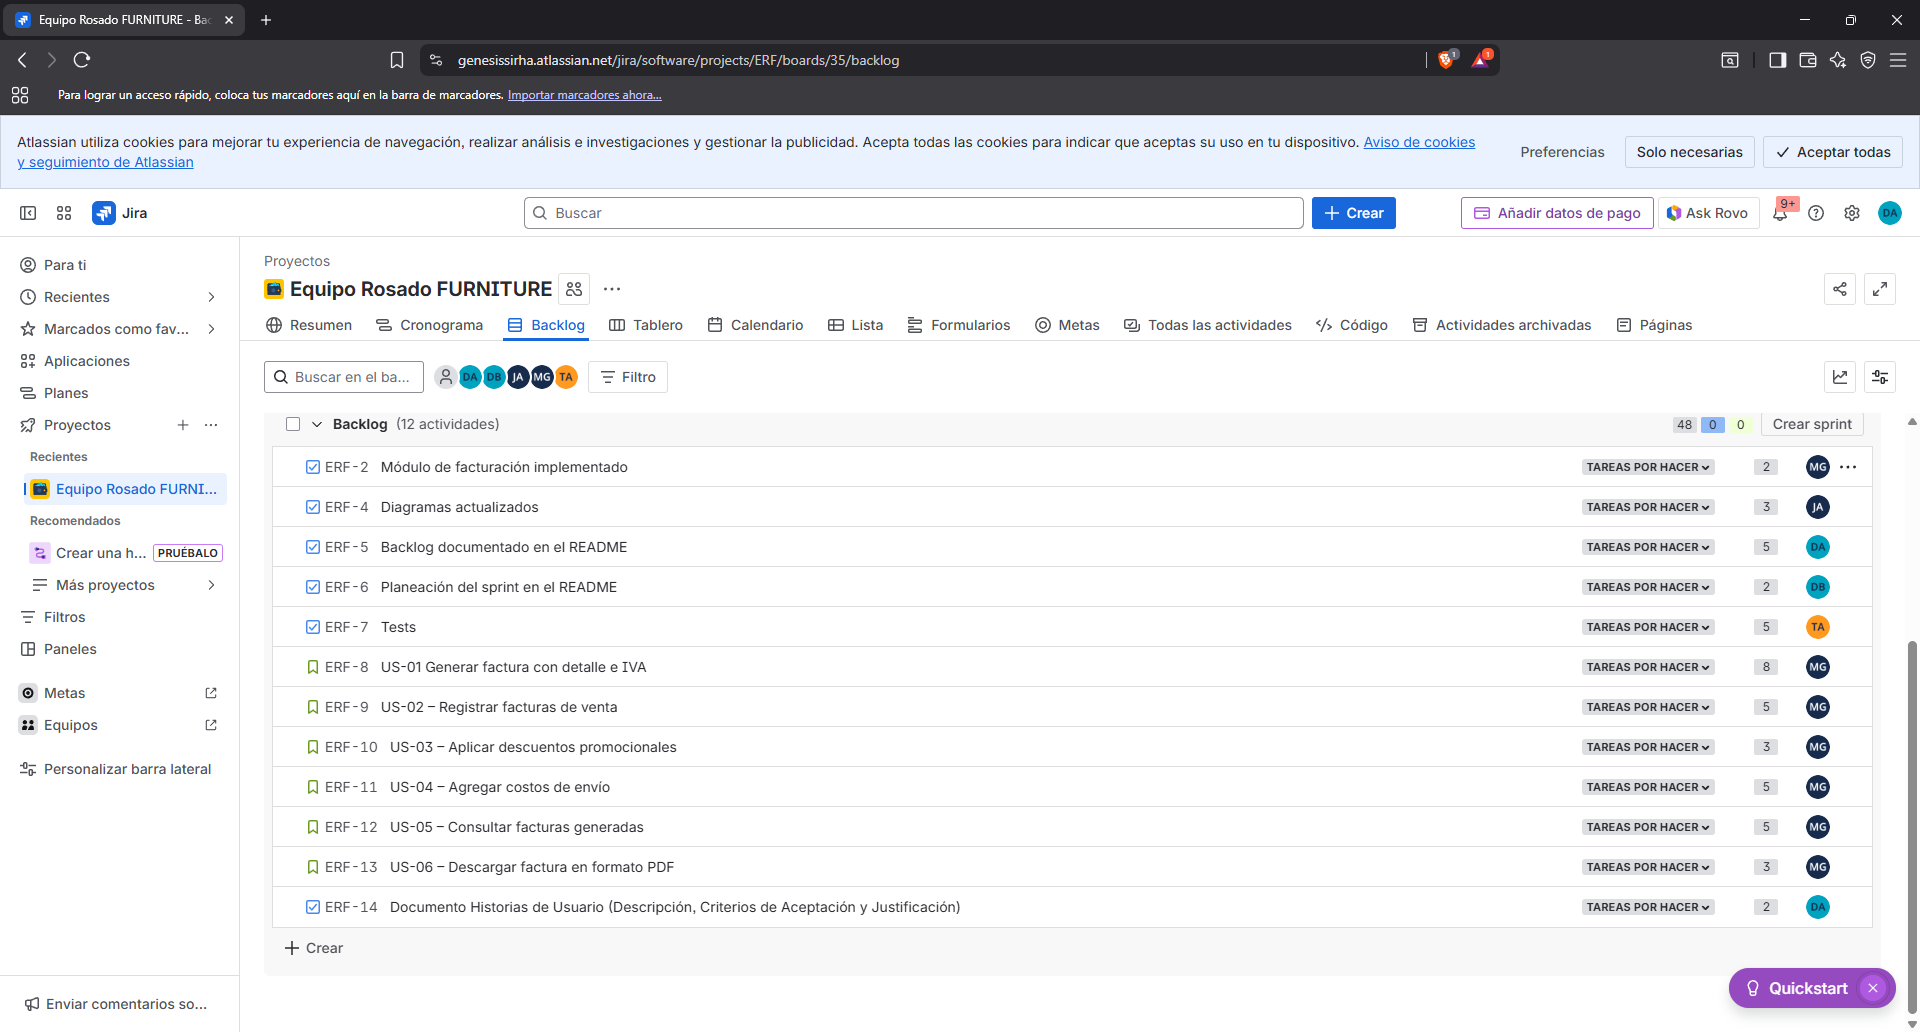 Equipo Rosado FURNITURE - Bac
genesissirha.atlassian.net/jira/software/projects/ERF/boards/35/backlog
1
1
Para lograr un acceso rápido, coloca tus marcadores aquí en la barra de marcadores. Importar marcadores ahora...
Atlassian utiliza cookies para mejorar tu experiencia de navegación, realizar análisis e investigaciones y gestionar la publicidad. Acepta todas las cookies para indicar que aceptas su uso en tu dispositivo. Aviso de cookies
y seguimiento de Atlassian
Preferencias
Solo necesarias
Aceptar todas
Jira
Buscar
Crear
Añadir datos de pago
Ask Rovo
9+
DA
Para ti
Recientes
Marcados como fav...
Aplicaciones
Planes
Proyectos
Recientes
Equipo Rosado FURNI...
Recomendados
Crear una h... PRUÉBALO
Más proyectos
Filtros
Paneles
Metas
Equipos
Personalizar barra lateral
Enviar comentarios so...
Proyectos
Equipo Rosado FURNITURE
Resumen Cronograma Backlog Tablero Calendario Lista Formularios Metas Todas las actividades Código Actividades archivadas Páginas
Buscar en el ba... DA DB JA MG TA Filtro
Backlog (12 actividades) 48 0 0 Crear sprint
ERF-2 Módulo de facturación implementado TAREAS POR HACER 2 MG
ERF-4 Diagramas actualizados TAREAS POR HACER 3 JA
ERF-5 Backlog documentado en el README TAREAS POR HACER 5 DA
ERF-6 Planeación del sprint en el README TAREAS POR HACER 2 DB
ERF-7 Tests TAREAS POR HACER 5 TA
ERF-8 US-01 Generar factura con detalle e IVA TAREAS POR HACER 8 MG
ERF-9 US-02 – Registrar facturas de venta TAREAS POR HACER 5 MG
ERF-10 US-03 – Aplicar descuentos promocionales TAREAS POR HACER 3 MG
ERF-11 US-04 – Agregar costos de envío TAREAS POR HACER 5 MG
ERF-12 US-05 – Consultar facturas generadas TAREAS POR HACER 5 MG
ERF-13 US-06 – Descargar factura en formato PDF TAREAS POR HACER 3 MG
ERF-14 Documento Historias de Usuario (Descripción, Criterios de Aceptación y Justificación) TAREAS POR HACER 2 DA
Crear
Quickstart